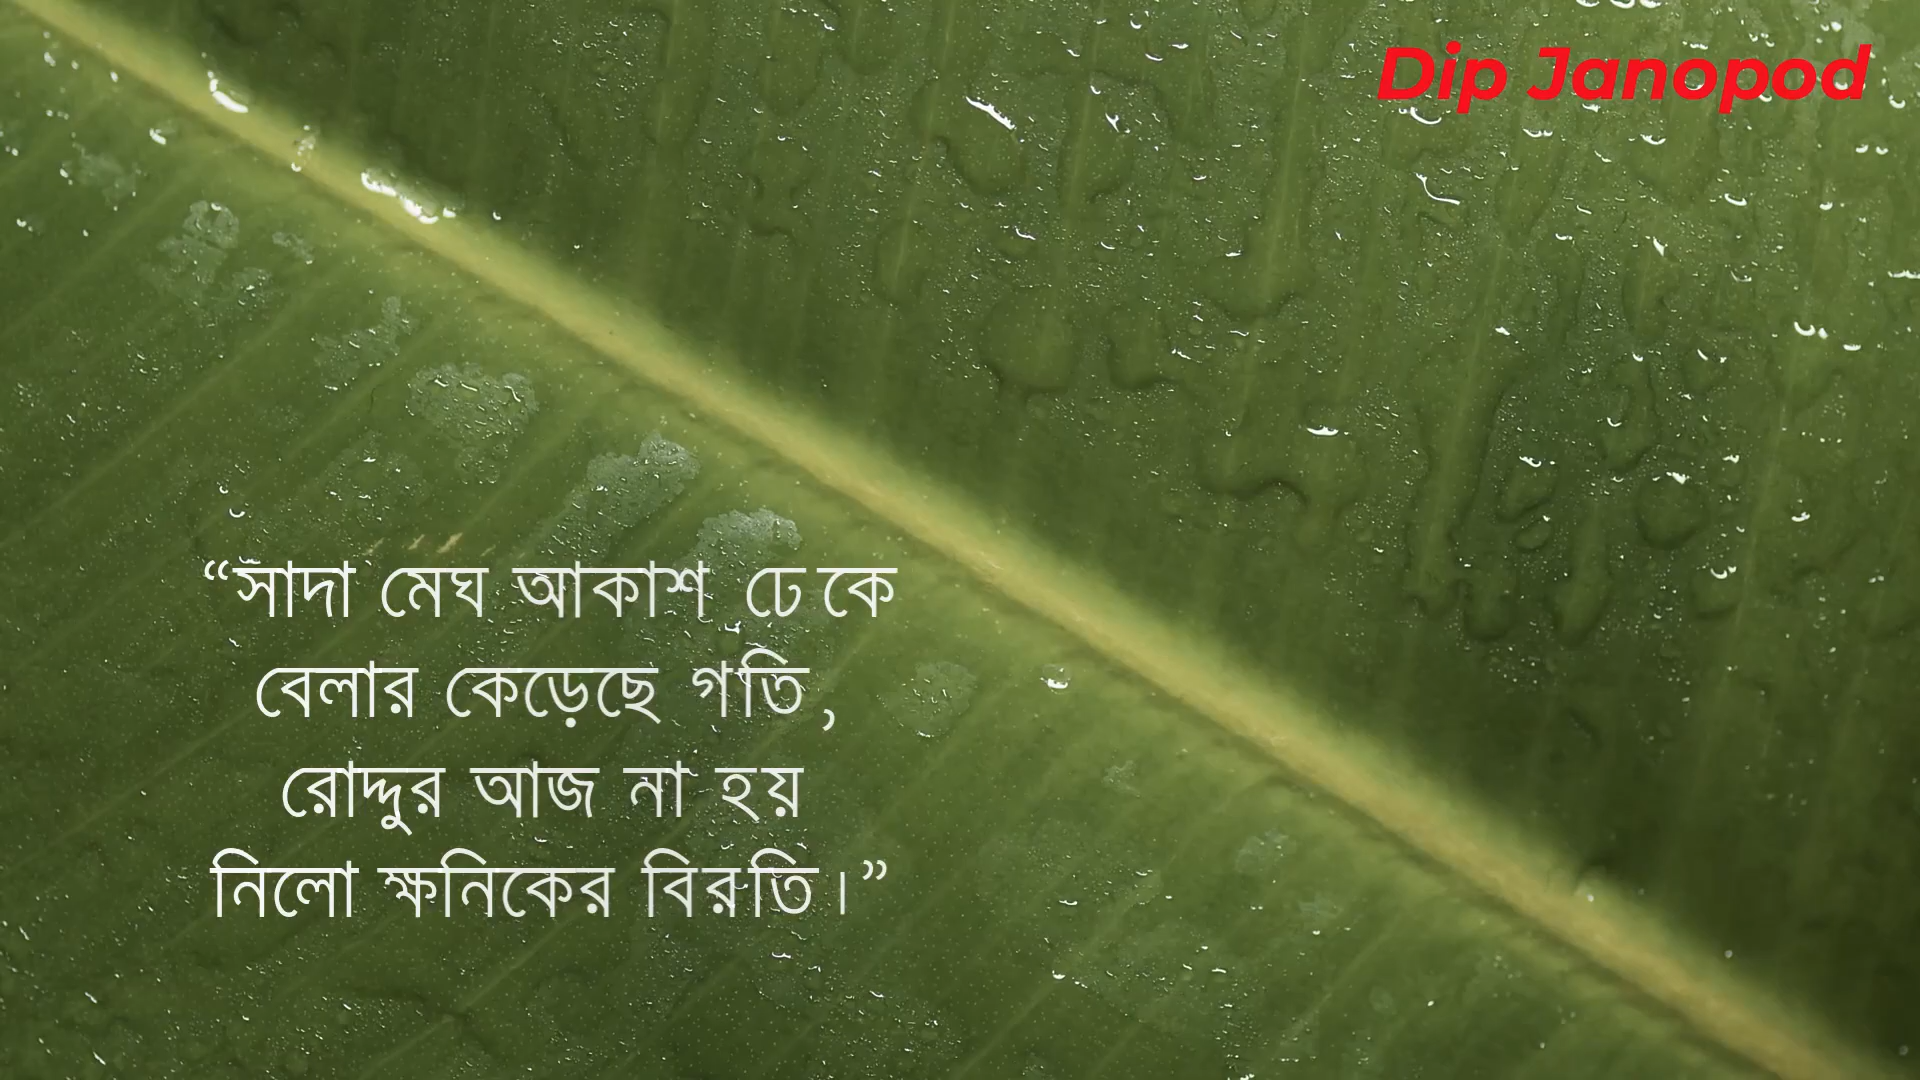 Dip Janopod
“সাদা মেঘ আকাশ ঢেকে
বেলার কেড়েছে গতি,
রোদ্দুর আজ না হয়
নিলো ক্ষনিকের বিরতি।”